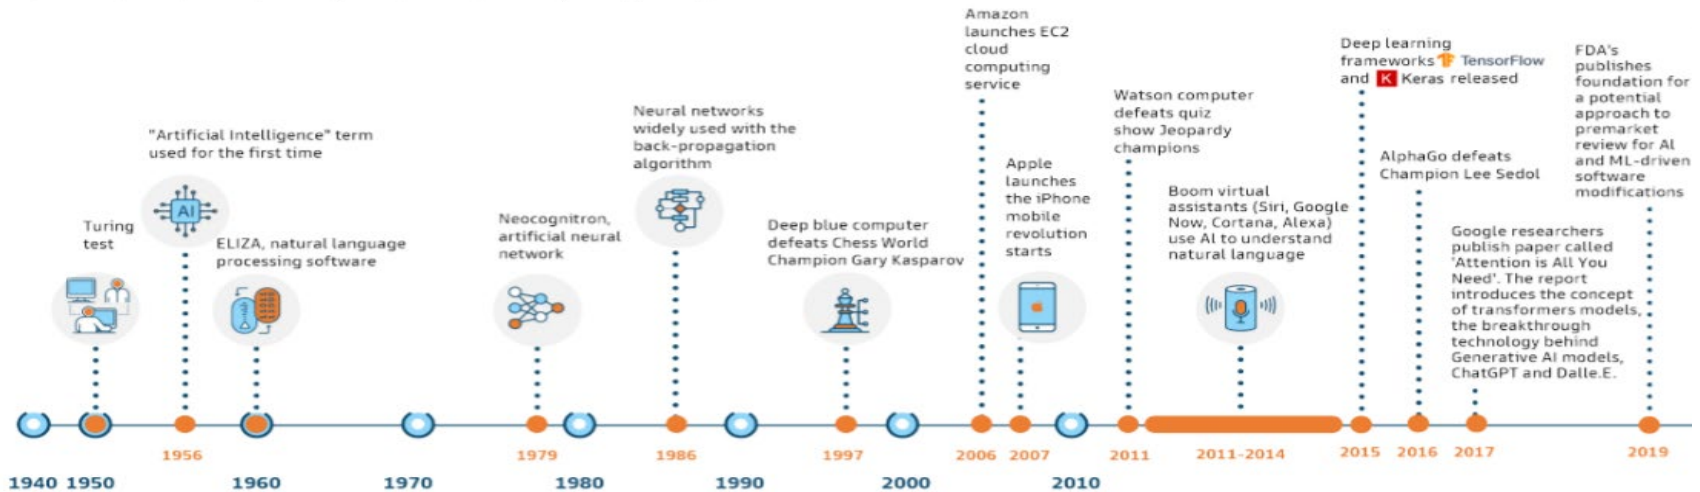 Turing
test
"Artificial Intelligence" term
used for the first time
AI
ELIZA, natural language
processing software
Neocognitron,
artificial neural
network
Neural networks
widely used with the
back-propagation
algorithm
Deep blue computer
defeats Chess World
Champion Gary Kasparov
Amazon
launches EC2
cloud
computing
service
Apple
launches
the iPhone
mobile
revolution
starts
Watson computer
defeats quiz
show Jeopardy
champions
Boom virtual
assistants (Siri, Google
Now, Cortana, Alexa)
use AI to understand
natural language
Deep learning
frameworks TensorFlow
and K Keras released
AlphaGo defeats
Champion Lee Sedol
Google researchers
publish paper called
'Attention is All You
Need'. The report
introduces the concept
of transformers models,
the breakthrough
technology behind
Generative AI models,
ChatGPT and Dalle.E.
FDA's
publishes
foundation for
a potential
approach to
premarket
review for AI
and ML-driven
software
modifications
1956 1979 1986 1997 2006 2007 2011 2011-2014 2015 2016 2017 2019
1940 1950 1960 1970 1980 1990 2000 2010